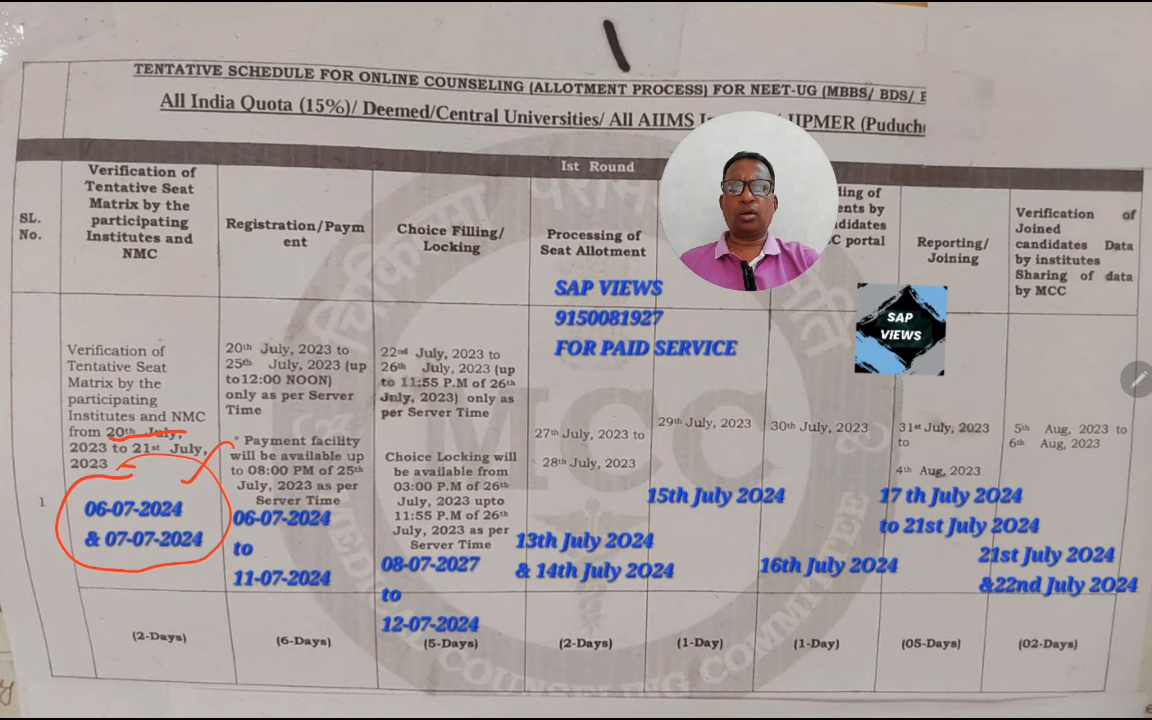 TENTATIVE SCHEDULE FOR ONLINE COUNSELING (ALLOTMENT PROCESS) FOR NEET-UG (MBBS/ BDS/
All India Quota (15%)/ Deemed/Central Universities/ All AIIMS
Ist Round
SL.
No.
Verification of
Tentative Seat
Matrix by the
participating
Institutes and
NMC
Registration/Paym
ent
Choice Filling/
Locking
Processing of
Seat Allotment
Reporting/
Joining
Verification of
Joined
candidates Data
by institutes
Sharing of data
by MCC
SAP VIEWS
9150081927
FOR PAID SERVICE
SAP
VIEWS
1
Verification of
Tentative Seat
Matrix by the
participating
Institutes and NMC
from 20th July,
2023 to 21st July,
2023
06-07-2024
& 07-07-2024
20th July, 2023 to
25th July, 2023 (up
to12:00 NOON)
only as per Server
Time
* Payment facility
will be available up
to 08:00 PM of 25th
July, 2023 as per
Server Time
06-07-2024
to
11-07-2024
22nd July, 2023 to
26th July, 2023 (up
to 11:55 P.M of 26th
July, 2023) only as
per Server Time
Choice Locking will
be available from
03:00 P.M of 26th
July, 2023 upto
11:55 P.M of 26th
July, 2023 as per
Server Time
08-07-2027
to
12-07-2024
27th July, 2023 to
28th July, 2023
13th July 2024
& 14th July 2024
29th July, 2023
15th July 2024
30th July, 2023
16th July 2024
31st July, 2023
to
4th Aug, 2023
17 th July 2024
to 21st July 2024
5th Aug, 2023 to
6th Aug, 2023
21st July 2024
&22nd July 2024
(2-Days)
(6-Days)
(5-Days)
(2-Days)
(1-Day)
(1-Day)
(05-Days)
(02-Days)
MCC
MEDICAL COUNSELING COMMITTEE